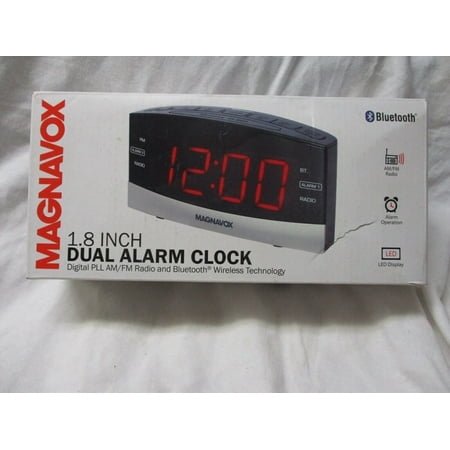 MAGNAVOX
1.8 INCH
DUAL ALARM CLOCK
Digital PLL AM/FM Radio and Bluetooth® Wireless Technology
PM
ALARM 2
RADIO
12:00
BT
ALARM 1
RADIO
MAGNAVOX
Bluetooth®
AM/FM
Radio
Alarm
Operation
LED
LED Display